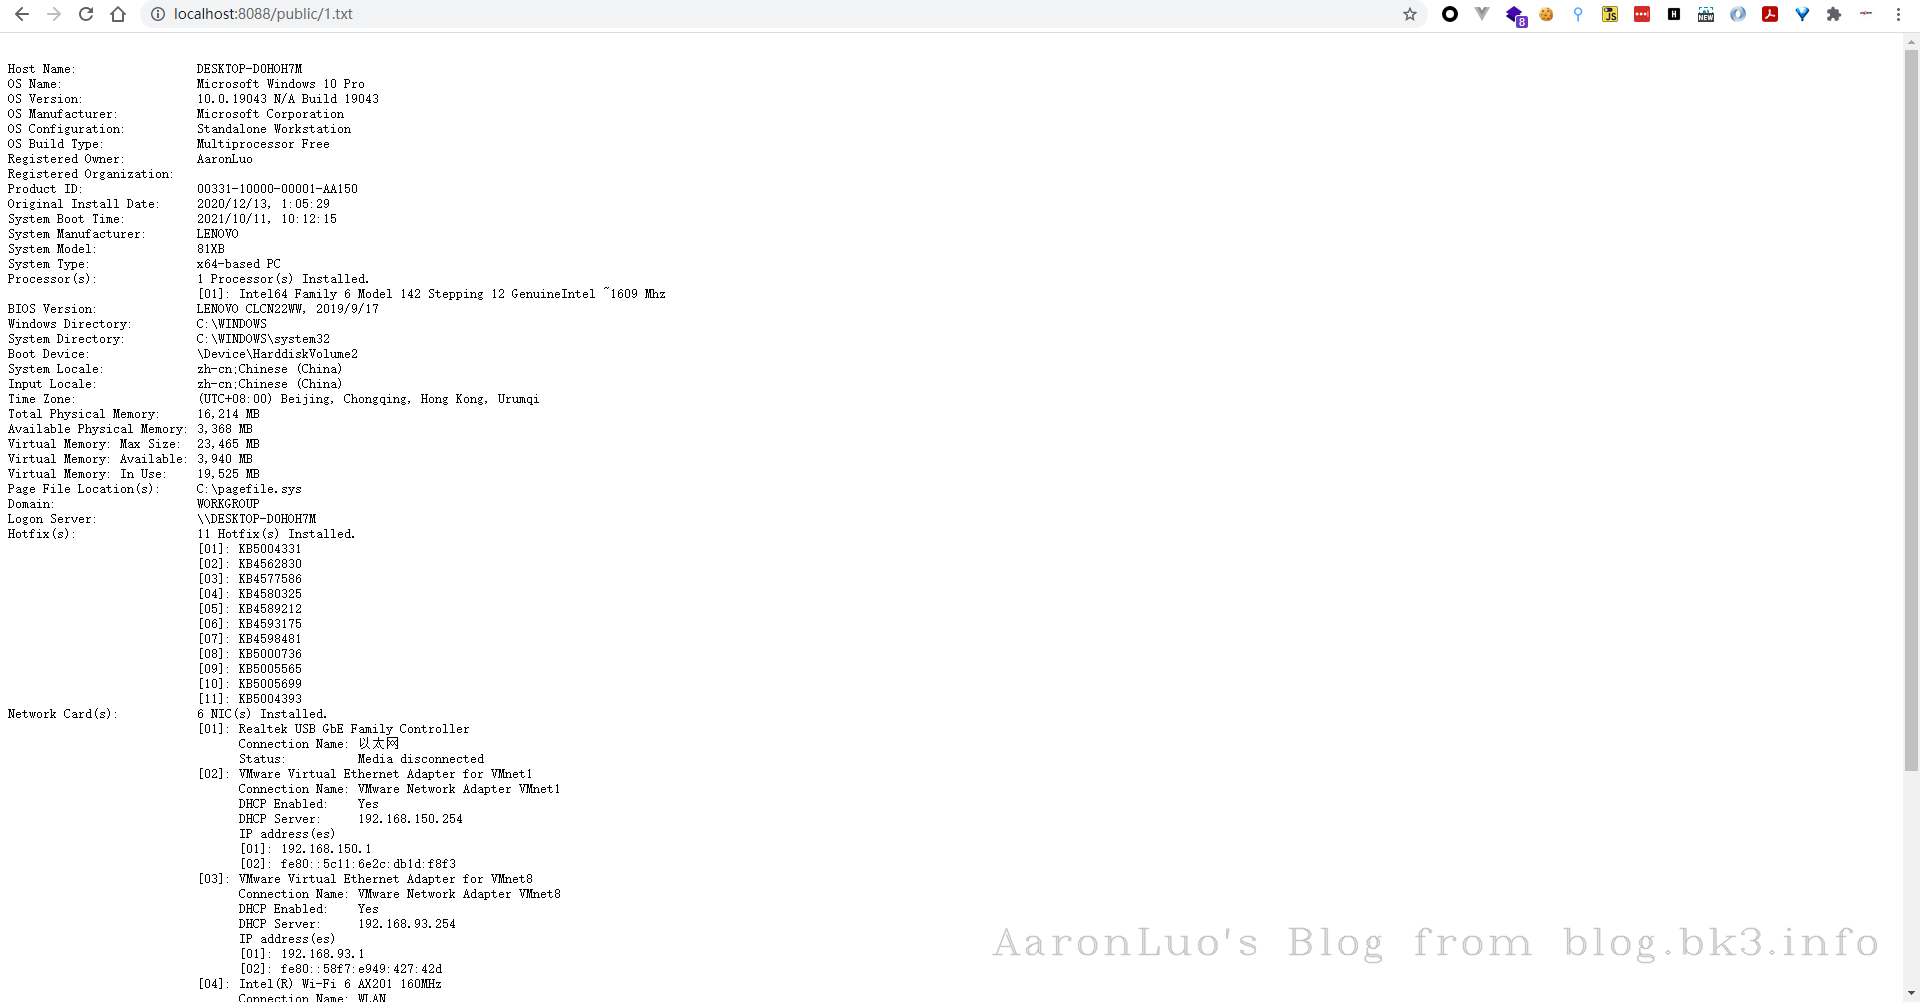 localhost:8088/public/1.txt
8
JS
H
NEW
Host Name: DESKTOP-D0HOH7M
OS Name: Microsoft Windows 10 Pro
OS Version: 10.0.19043 N/A Build 19043
OS Manufacturer: Microsoft Corporation
OS Configuration: Standalone Workstation
OS Build Type: Multiprocessor Free
Registered Owner: AaronLuo
Registered Organization:
Product ID: 00331-10000-00001-AA150
Original Install Date: 2020/12/13, 1:05:29
System Boot Time: 2021/10/11, 10:12:15
System Manufacturer: LENOVO
System Model: 81XB
System Type: x64-based PC
Processor(s): 1 Processor(s) Installed.
[01]: Intel64 Family 6 Model 142 Stepping 12 GenuineIntel ~1609 Mhz
BIOS Version: LENOVO CLCN22WW, 2019/9/17
Windows Directory: C:\WINDOWS
System Directory: C:\WINDOWS\system32
Boot Device: \Device\HarddiskVolume2
System Locale: zh-cn;Chinese (China)
Input Locale: zh-cn;Chinese (China)
Time Zone: (UTC+08:00) Beijing, Chongqing, Hong Kong, Urumqi
Total Physical Memory: 16,214 MB
Available Physical Memory: 3,368 MB
Virtual Memory: Max Size: 23,465 MB
Virtual Memory: Available: 3,940 MB
Virtual Memory: In Use: 19,525 MB
Page File Location(s): C:\pagefile.sys
Domain: WORKGROUP
Logon Server: \\DESKTOP-D0HOH7M
Hotfix(s): 11 Hotfix(s) Installed.
[01]: KB5004331
[02]: KB4562830
[03]: KB4577586
[04]: KB4580325
[05]: KB4589212
[06]: KB4593175
[07]: KB4598481
[08]: KB5000736
[09]: KB5005565
[10]: KB5005699
[11]: KB5004393
Network Card(s): 6 NIC(s) Installed.
[01]: Realtek USB GbE Family Controller
Connection Name: 以太网
Status: Media disconnected
[02]: VMware Virtual Ethernet Adapter for VMnet1
Connection Name: VMware Network Adapter VMnet1
DHCP Enabled: Yes
DHCP Server: 192.168.150.254
IP address(es)
[01]: 192.168.150.1
[02]: fe80::5c11:6e2c:db1d:f8f3
[03]: VMware Virtual Ethernet Adapter for VMnet8
Connection Name: VMware Network Adapter VMnet8
DHCP Enabled: Yes
DHCP Server: 192.168.93.254
IP address(es)
[01]: 192.168.93.1
[02]: fe80::58f7:e949:427:42d
[04]: Intel(R) Wi-Fi 6 AX201 160MHz
Connection Name: WLAN
AaronLuo's Blog from blog.bk3.info